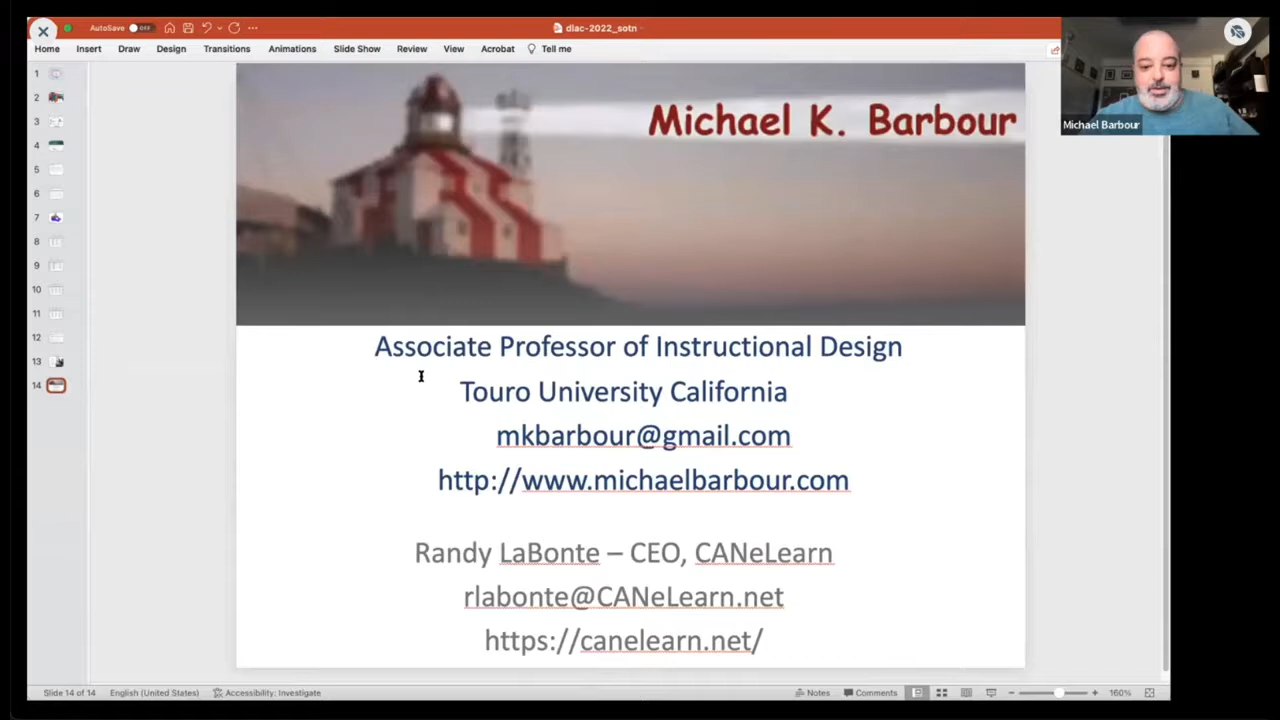 AutoSave OFF
dlac-2022_sotn
Home Insert Draw Design Transitions Animations Slide Show Review View Acrobat Tell me
1
2
3
4
5
6
7
8
9
10
11
12
13
14
Michael K. Barbour
Associate Professor of Instructional Design
Touro University California
mkbarbour@gmail.com
http://www.michaelbarbour.com
Randy LaBonte – CEO, CANeLearn
rlabonte@CANeLearn.net
https://canelearn.net/
Michael Barbour
Slide 14 of 14 English (United States) Accessibility: Investigate Notes Comments 160%